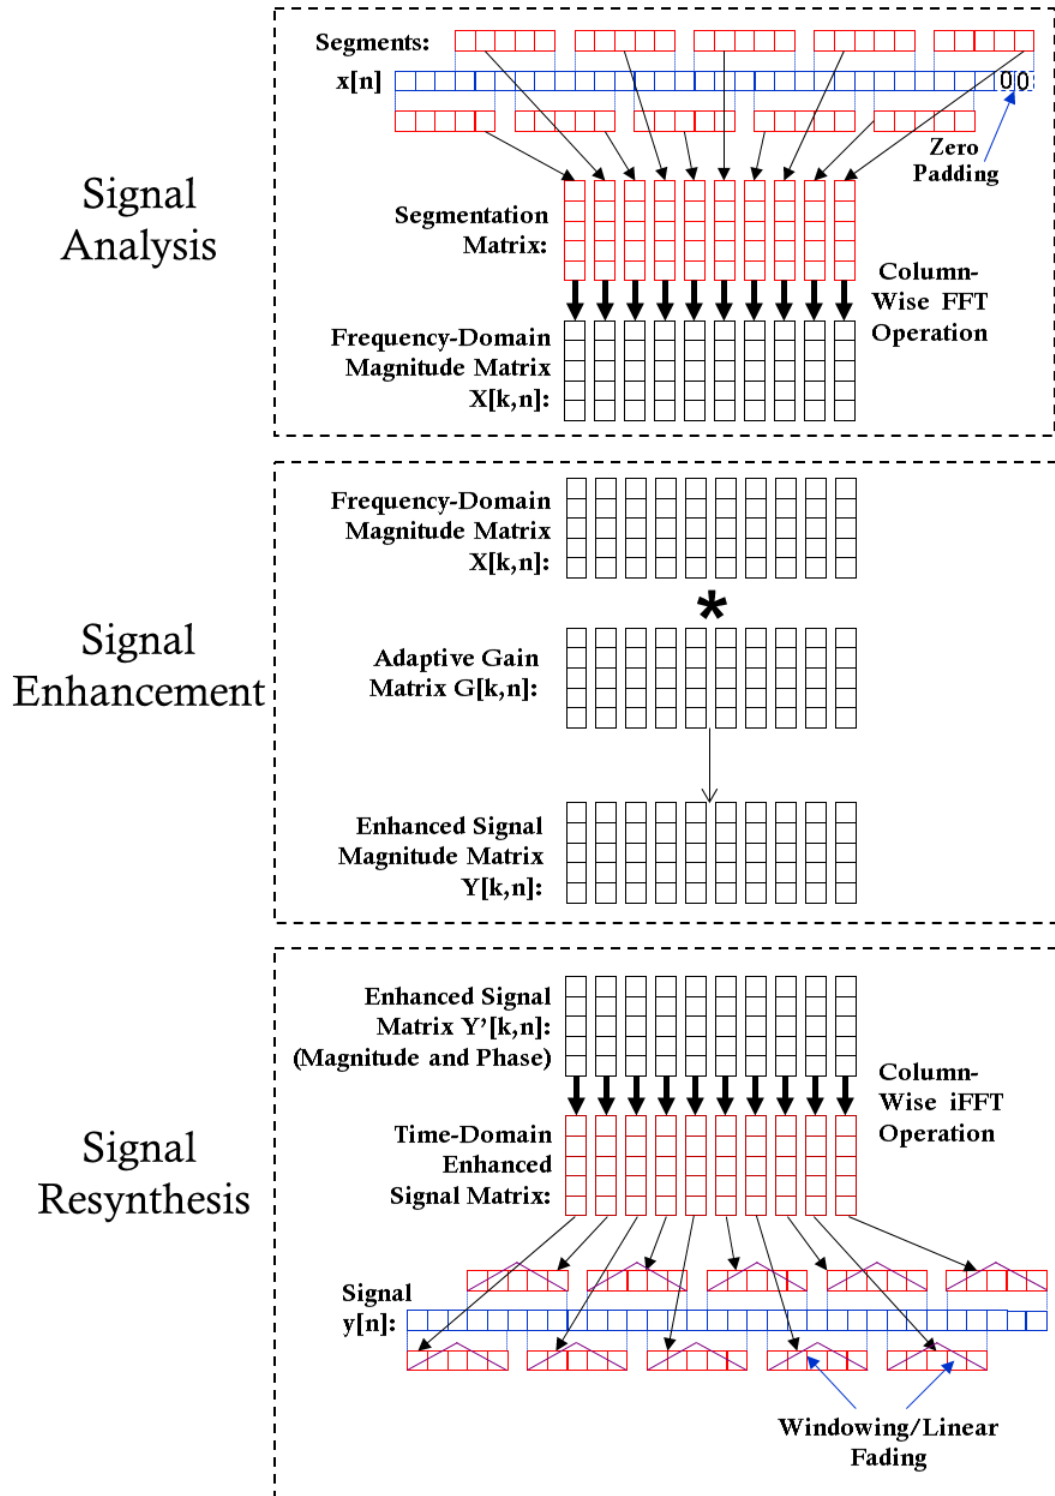 Signal
Analysis
Segments:
x[n]
0 0
Zero
Padding
Segmentation
Matrix:
Column-
Wise FFT
Operation
Frequency-Domain
Magnitude Matrix
X[k,n]:
Signal
Enhancement
Frequency-Domain
Magnitude Matrix
X[k,n]:
*
Adaptive Gain
Matrix G[k,n]:
Enhanced Signal
Magnitude Matrix
Y[k,n]:
Signal
Resynthesis
Enhanced Signal
Matrix Y'[k,n]:
(Magnitude and Phase)
Column-
Wise iFFT
Operation
Time-Domain
Enhanced
Signal Matrix:
Signal
y[n]:
Windowing/Linear
Fading